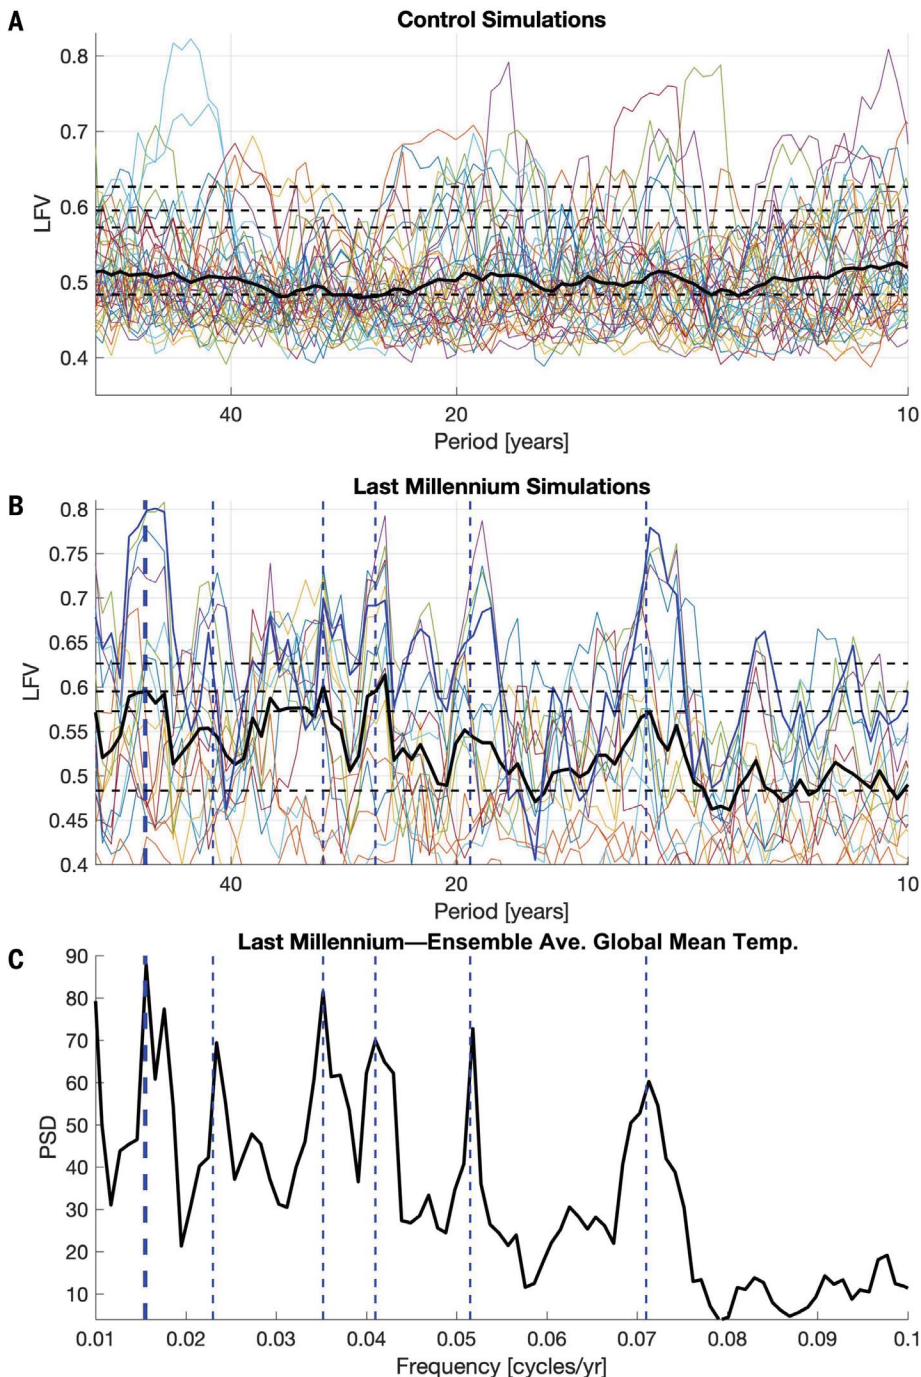 A
Control Simulations
0.8
0.7
0.6
0.5
0.4
LFV
40
20
10
Period [years]
B
Last Millennium Simulations
0.8
0.75
0.7
0.65
0.6
0.55
0.5
0.45
0.4
LFV
40
20
10
Period [years]
C
Last Millennium—Ensemble Ave. Global Mean Temp.
90
80
70
60
50
40
30
20
10
PSD
0.01 0.02 0.03 0.04 0.05 0.06 0.07 0.08 0.09 0.1
Frequency [cycles/yr]